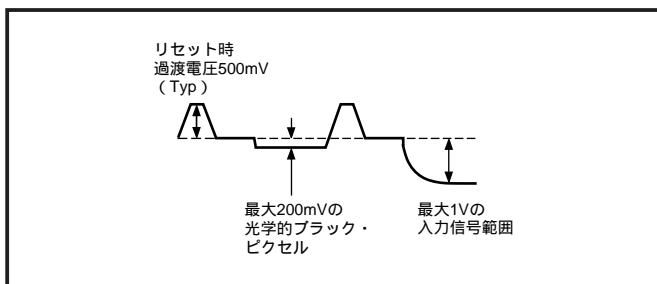 リセット時
過渡電圧500mV
（Typ）
最大200mVの
光学的ブラック・
ピクセル
最大1Vの
入力信号範囲